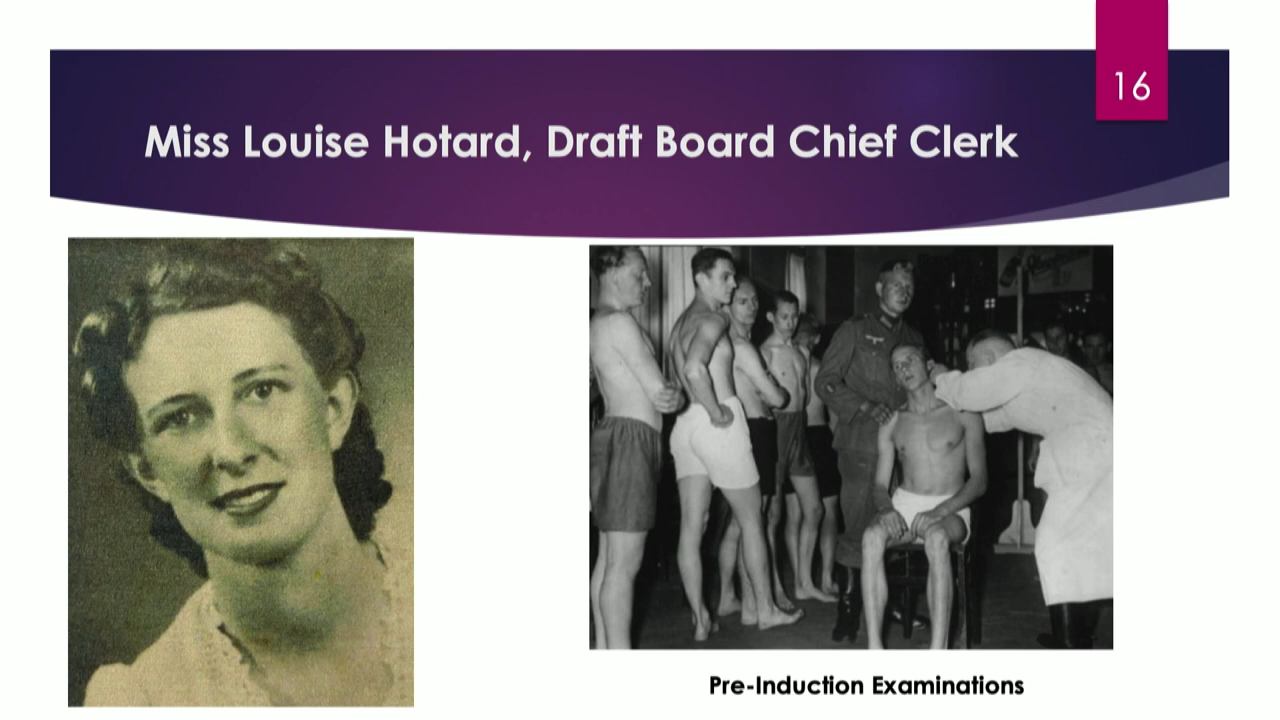 16
Miss Louise Hotard, Draft Board Chief Clerk
Pre-Induction Examinations